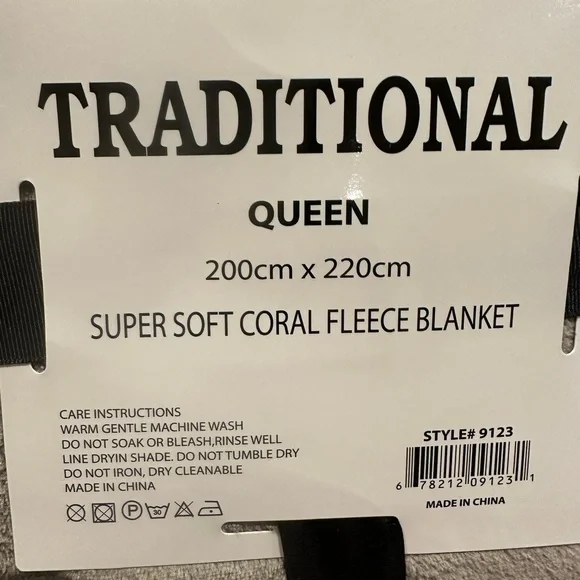 TRADITIONAL
QUEEN
200cm x 220cm
SUPER SOFT CORAL FLEECE BLANKET
CARE INSTRUCTIONS
WARM GENTLE MACHINE WASH
DO NOT SOAK OR BLEASH,RINSE WELL
LINE DRYIN SHADE. DO NOT TUMBLE DRY
DO NOT IRON, DRY CLEANABLE
MADE IN CHINA
P 30
STYLE# 9123
6 78212 09123 1
MADE IN CHINA